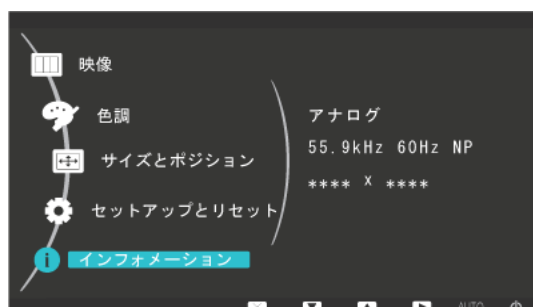 映像
色調
サイズとポジション
セットアップとリセット
インフォメーション
アナログ
55.9kHz 60Hz NP
**** x ****
AUTO